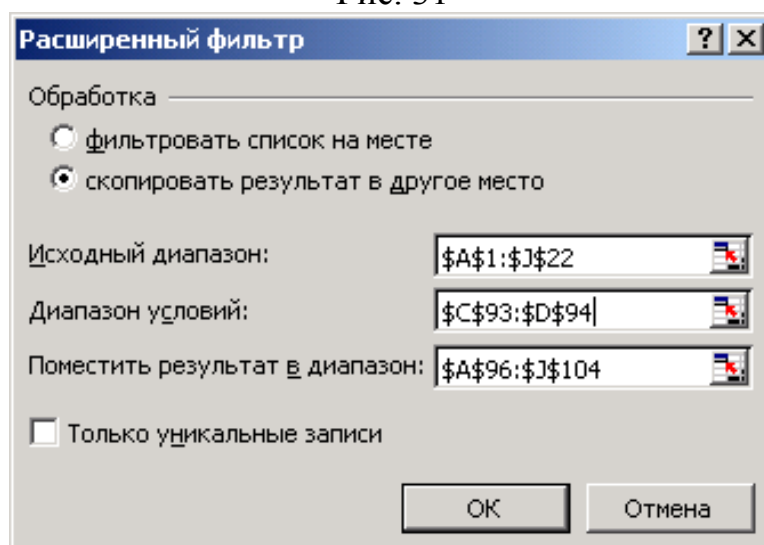 Расширенный фильтр
Обработка
фильтровать список на месте
скопировать результат в другое место
Исходный диапазон: $A$1:$J$22
Диапазон условий: $C$93:$D$94
Поместить результат в диапазон: $A$96:$J$104
Только уникальные записи
ОК Отмена